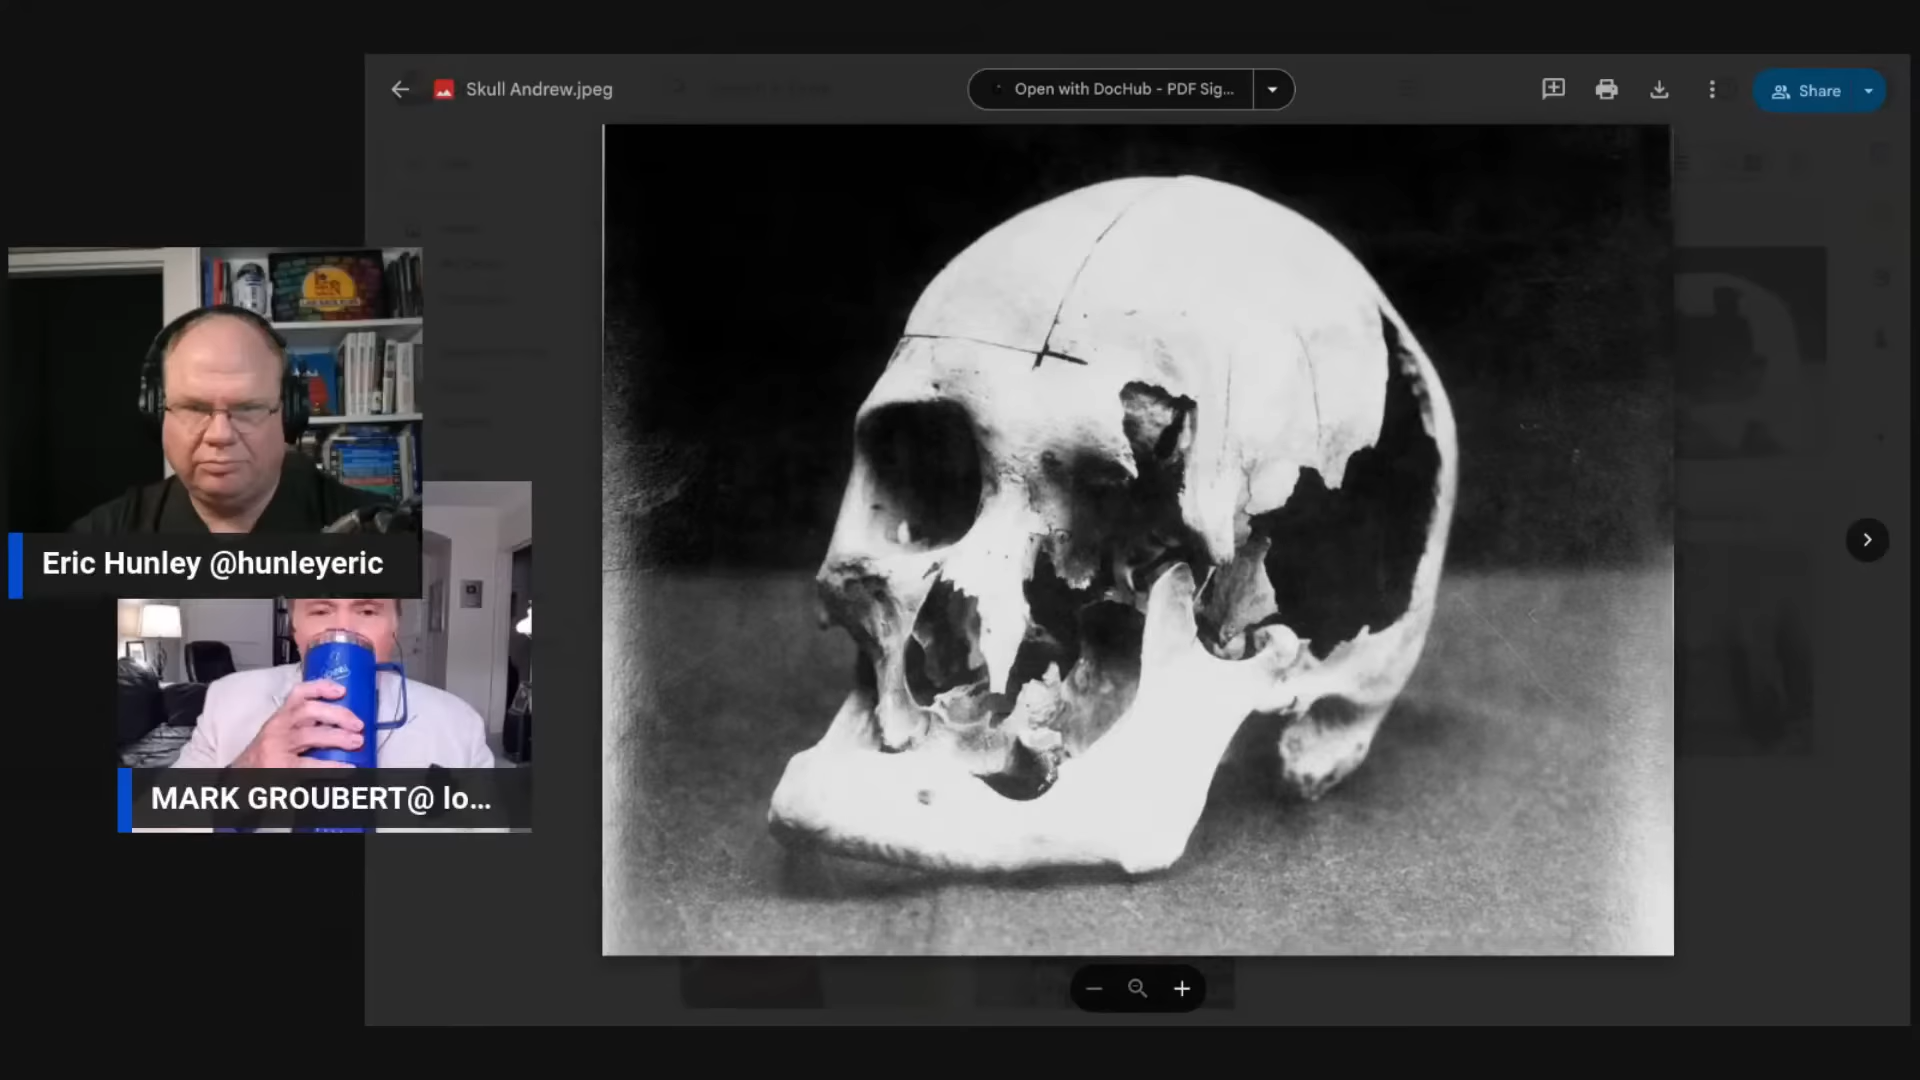 Skull Andrew.jpeg
Open with DocHub - PDF Sig...
Share
Eric Hunley @hunleyeric
MARK GROUBERT@ lo...